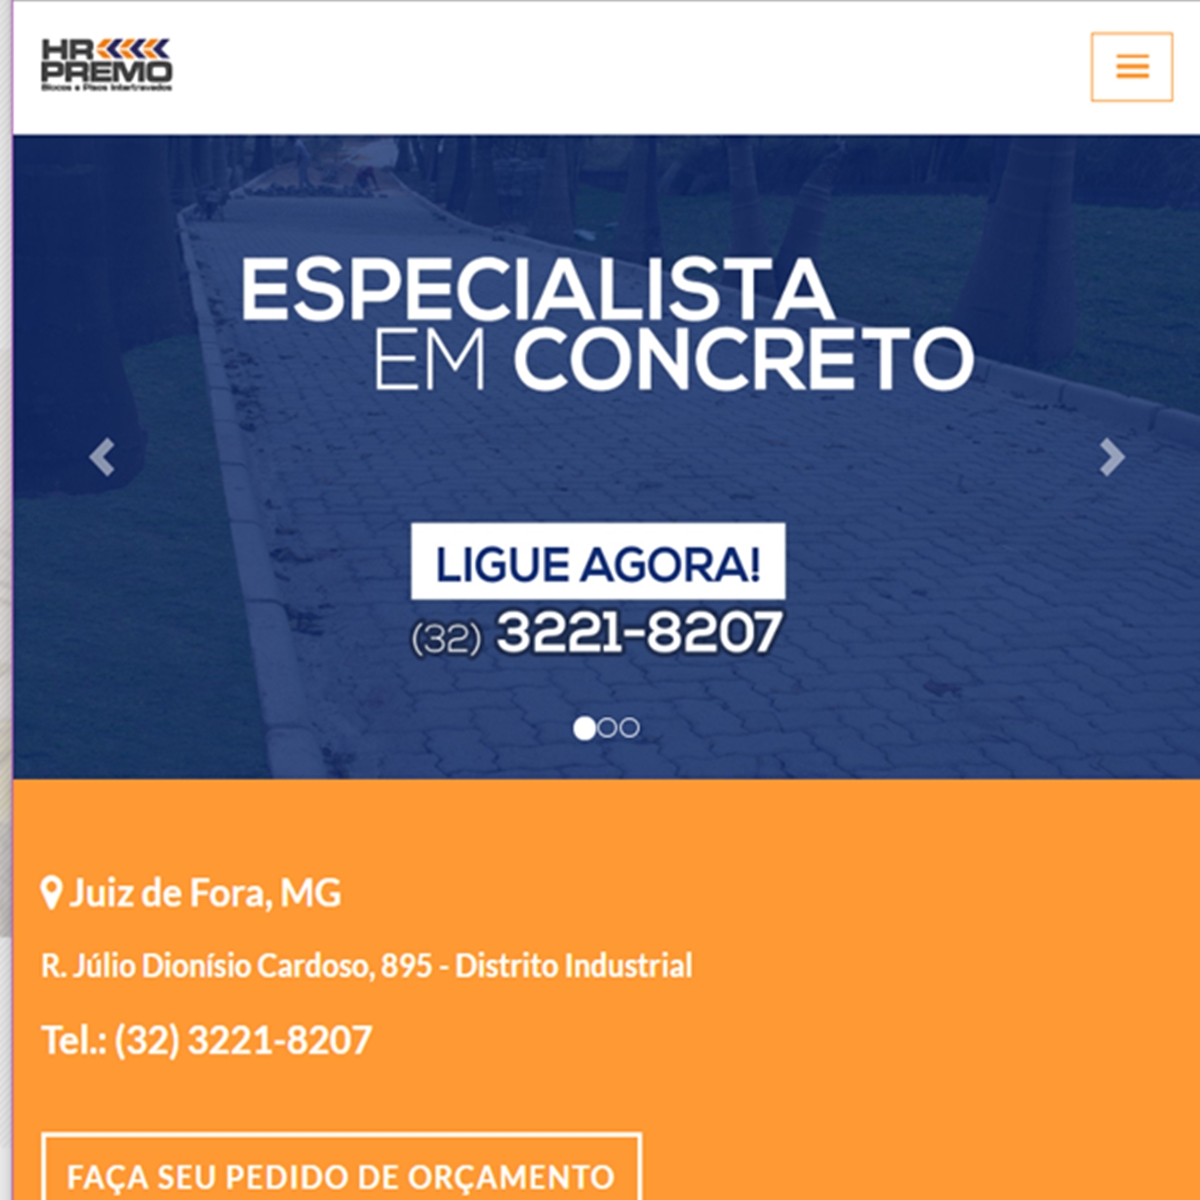 HR
PREMO
Blocos e Pisos Intertravados
ESPECIALISTA
EM CONCRETO
LIGUE AGORA!
(32) 3221-8207
Juiz de Fora, MG
R. Júlio Dionísio Cardoso, 895 - Distrito Industrial
Tel.: (32) 3221-8207
FAÇA SEU PEDIDO DE ORÇAMENTO